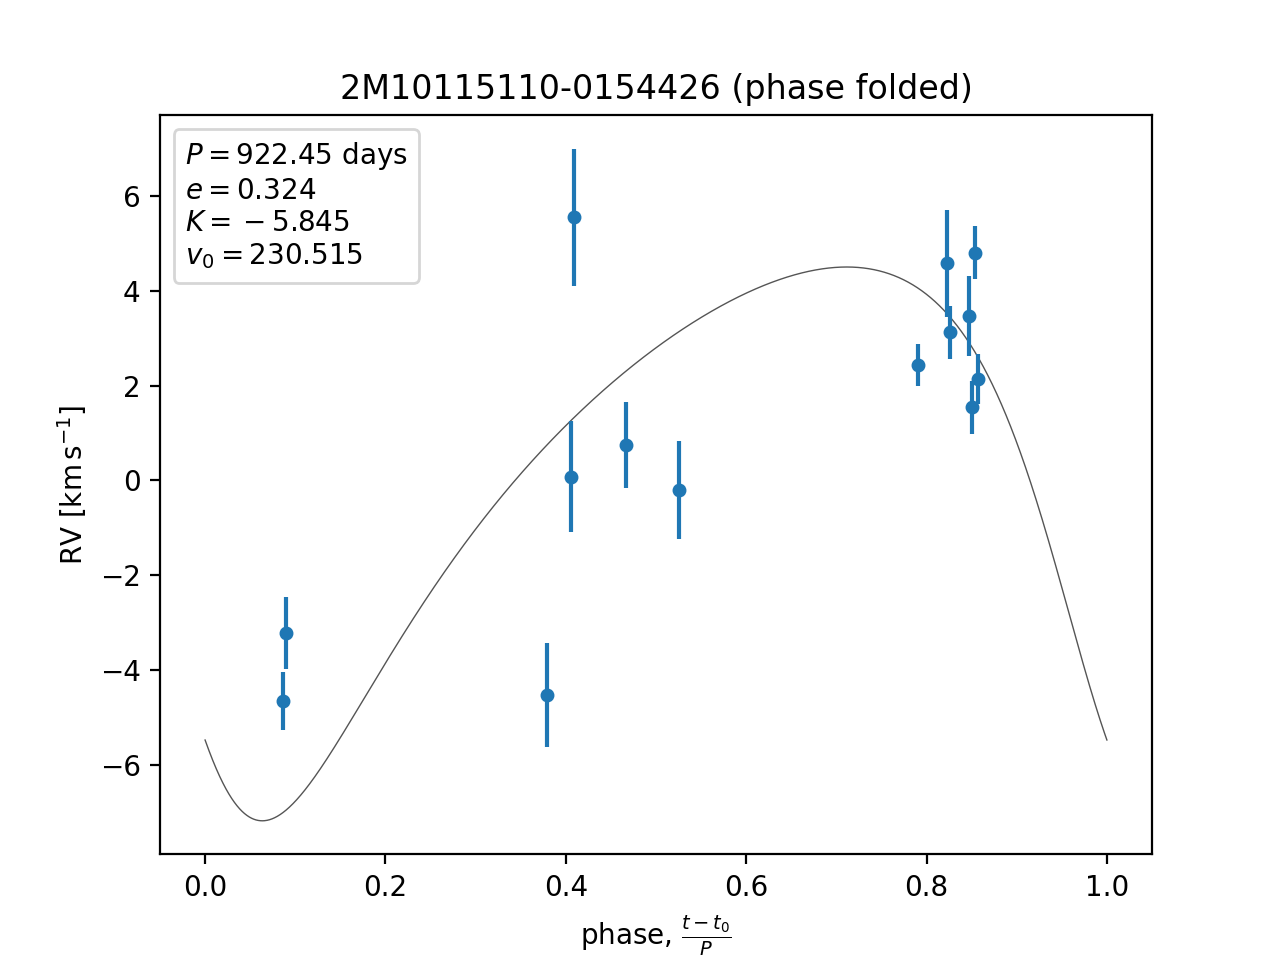 2M10115110-0154426 (phase folded)
P = 922.45 days
e = 0.324
K = −5.845
v₀ = 230.515
6
4
2
0
−2
−4
−6
RV [km s⁻¹]
0.0 0.2 0.4 0.6 0.8 1.0
phase, (t − t₀)/P